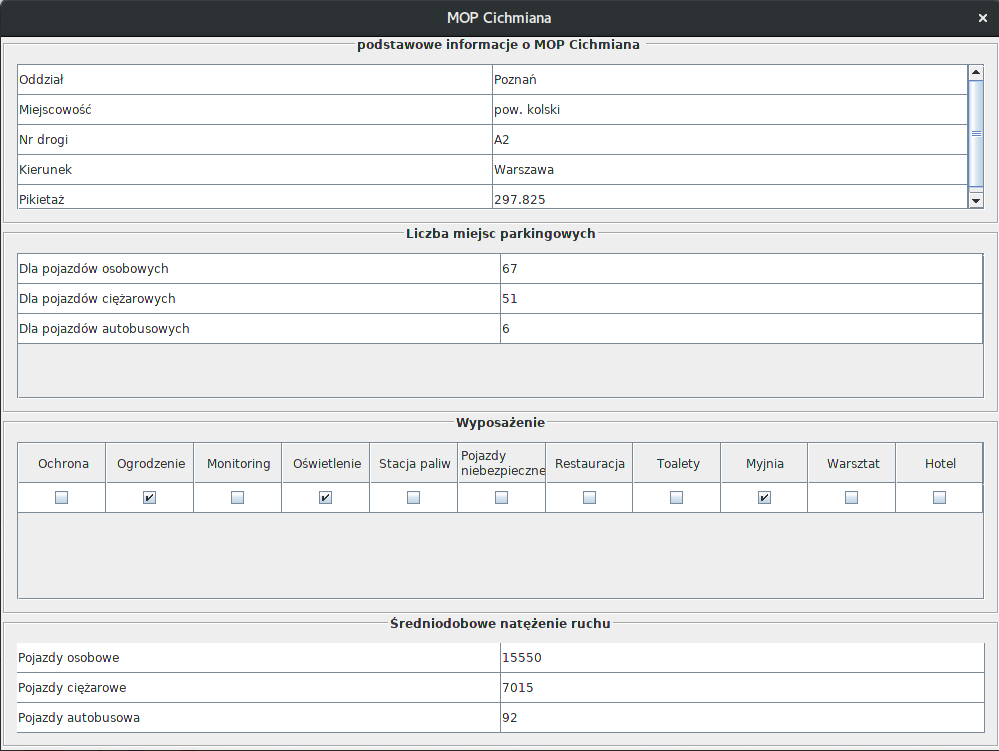 MOP Cichmiana
podstawowe informacje o MOP Cichmiana
Oddział Poznań
Miejscowość pow. kolski
Nr drogi A2
Kierunek Warszawa
Pikietaż 297.825
Liczba miejsc parkingowych
Dla pojazdów osobowych 67
Dla pojazdów ciężarowych 51
Dla pojazdów autobusowych 6
Wyposażenie
Ochrona Ogrodzenie Monitoring Oświetlenie Stacja paliw Pojazdy niebezpieczne Restauracja Toalety Myjnia Warsztat Hotel
Średniodobowe natężenie ruchu
Pojazdy osobowe 15550
Pojazdy ciężarowe 7015
Pojazdy autobusowa 92